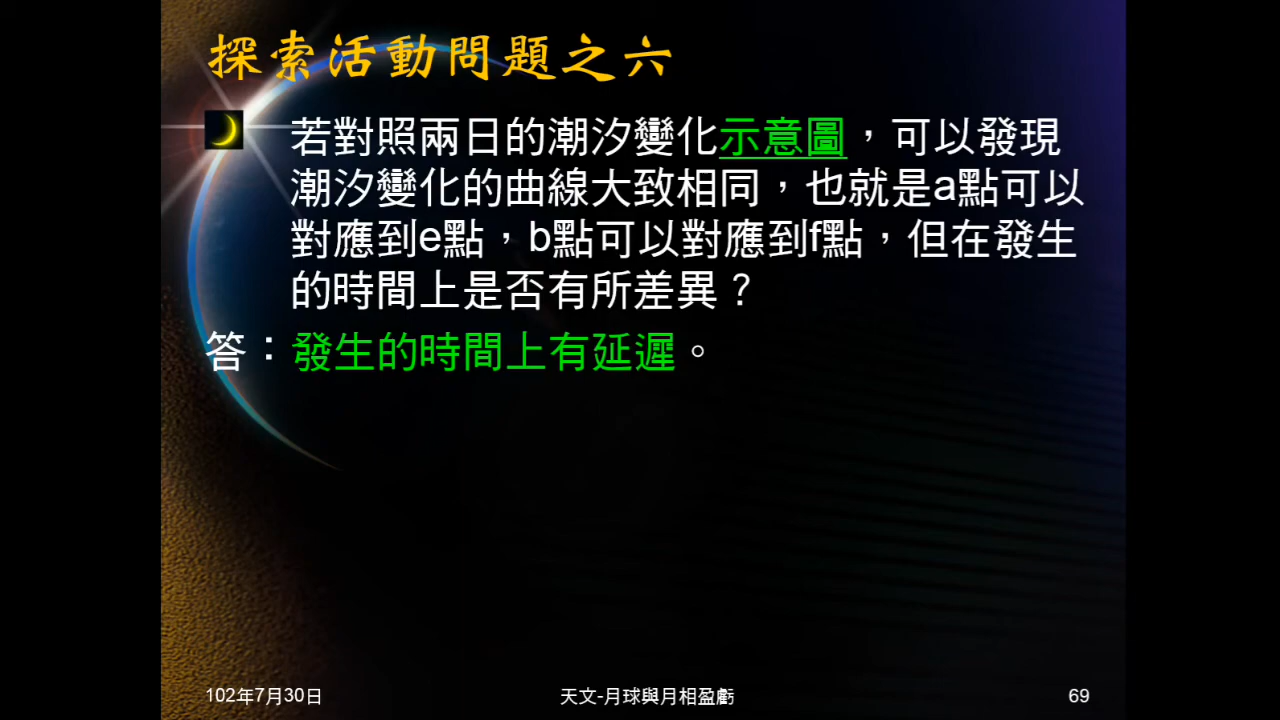 探索活動問題之六
若對照兩日的潮汐變化示意圖，可以發現
潮汐變化的曲線大致相同，也就是a點可以
對應到e點，b點可以對應到f點，但在發生
的時間上是否有所差異？
答：發生的時間上有延遲。
102年7月30日
天文-月球與月相盈虧
69